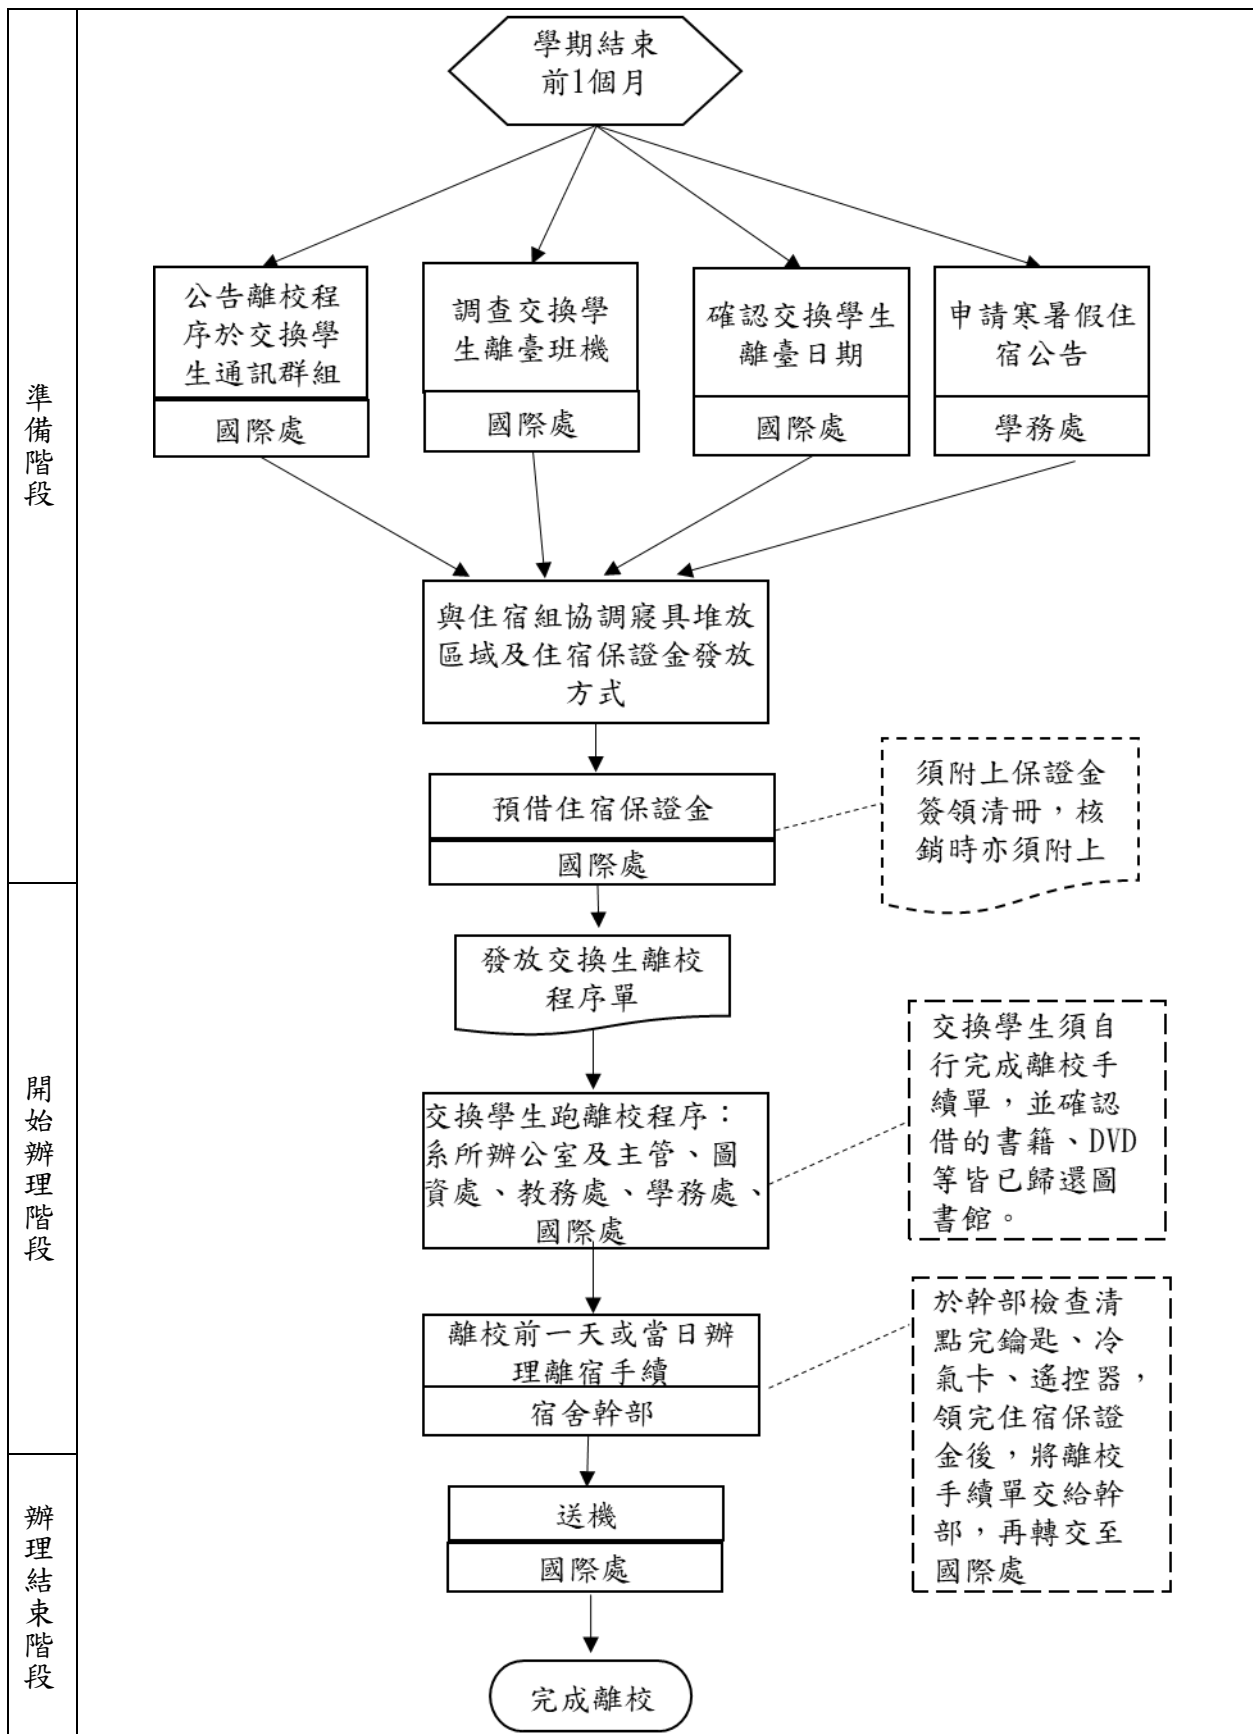 學期結束
前1個月
公告離校程
序於交換學
生通訊群組
國際處
調查交換學
生離臺班機
國際處
確認交換學生
離臺日期
國際處
申請寒暑假住
宿公告
學務處
準備階段
與住宿組協調寢具堆放
區域及住宿保證金發放
方式
預借住宿保證金
國際處
須附上保證金
簽領清冊，核
銷時亦須附上
開始辦理階段
發放交換生離校
程序單
交換學生跑離校程序：
系所辦公室及主管、圖
資處、教務處、學務處、
國際處
交換學生須自
行完成離校手
續單，並確認
借的書籍、DVD
等皆已歸還圖
書館。
離校前一天或當日辦
理離宿手續
宿舍幹部
於幹部檢查清
點完鑰匙、冷
氣卡、遙控器，
領完住宿保證
金後，將離校
手續單交給幹
部，再轉交至
國際處
辦理結束階段
送機
國際處
完成離校